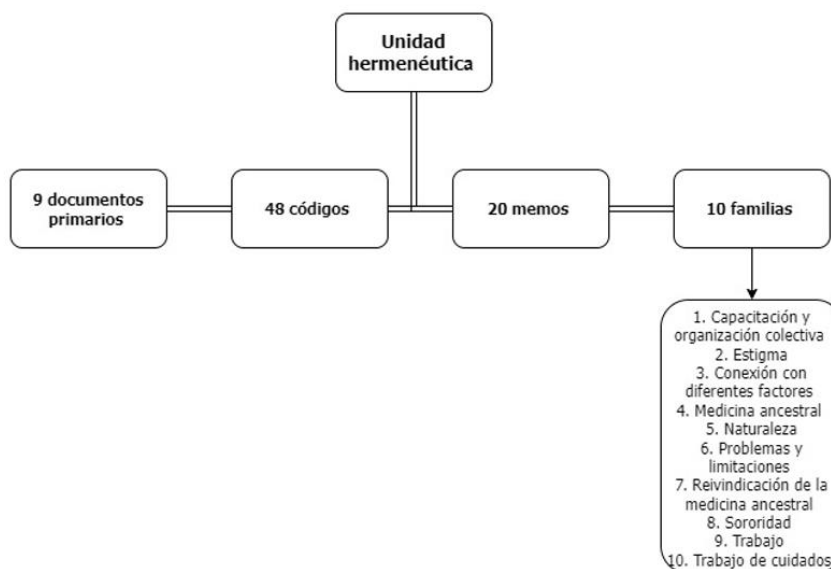 Unidad
hermenéutica
9 documentos
primarios
48 códigos
20 memos
10 familias
1. Capacitación y
organización colectiva
2. Estigma
3. Conexión con
diferentes factores
4. Medicina ancestral
5. Naturaleza
6. Problemas y
limitaciones
7. Reivindicación de la
medicina ancestral
8. Sororidad
9. Trabajo
10. Trabajo de cuidados